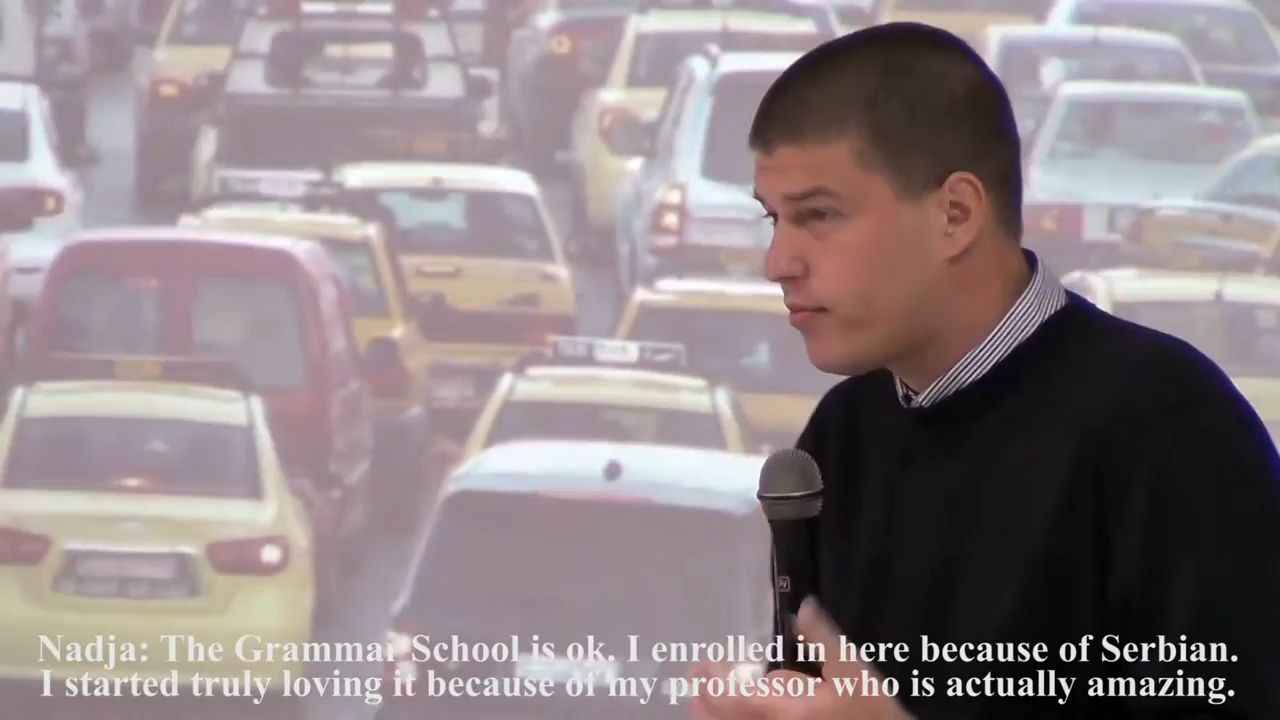 Nadja: The Grammar School is ok. I enrolled in here because of Serbian.
I started truly loving it because of my professor who is actually amazing.